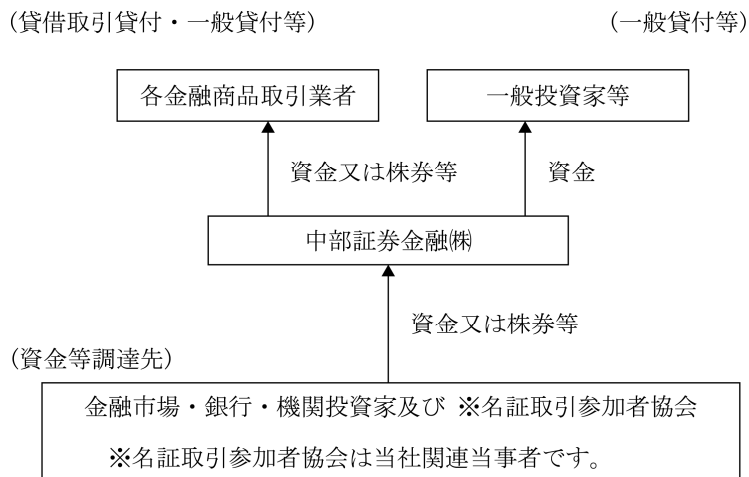 (貸借取引貸付・一般貸付等)
(一般貸付等)
各金融商品取引業者
一般投資家等
資金又は株券等
資金
中部証券金融㈱
資金又は株券等
(資金等調達先)
金融市場・銀行・機関投資家及び ※名証取引参加者協会
※名証取引参加者協会は当社関連当事者です。